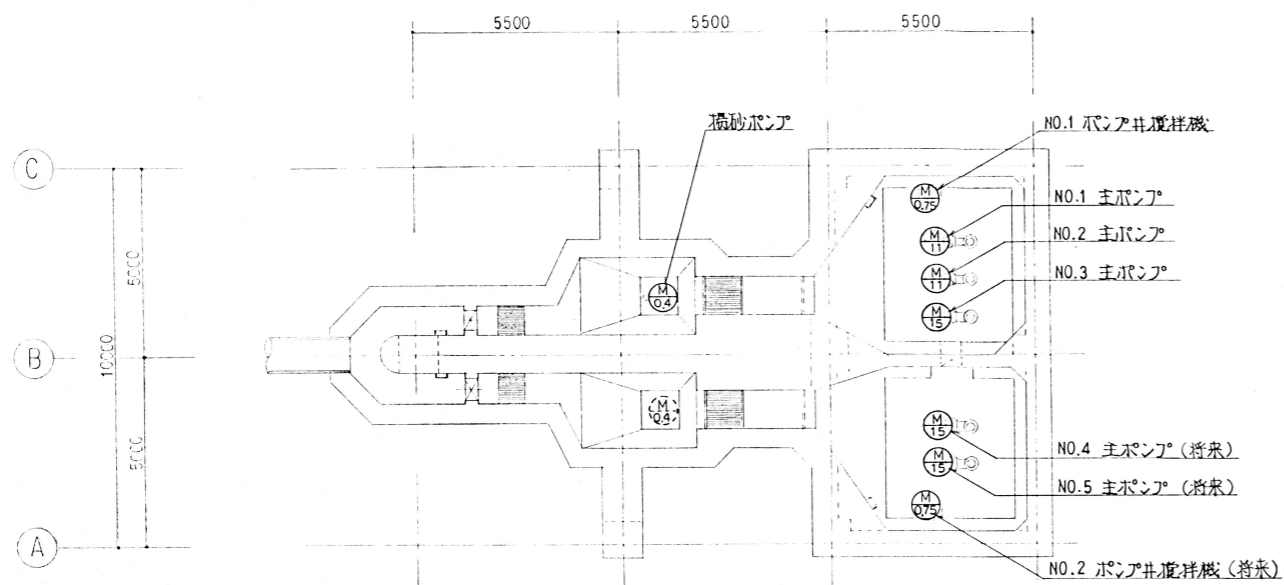 5500 5500 5500
揚砂ポンプ
NO.1 ポンプ井攪拌機
C
M 0.75
NO.1 主ポンプ
M 11
NO.2 主ポンプ
M 11
NO.3 主ポンプ
M 15
M 0.4
5000
10000
B
5000
M 0.4
M 15
NO.4 主ポンプ(将来)
M 15
NO.5 主ポンプ(将来)
M 0.75
A
NO.2 ポンプ井攪拌機(将来)